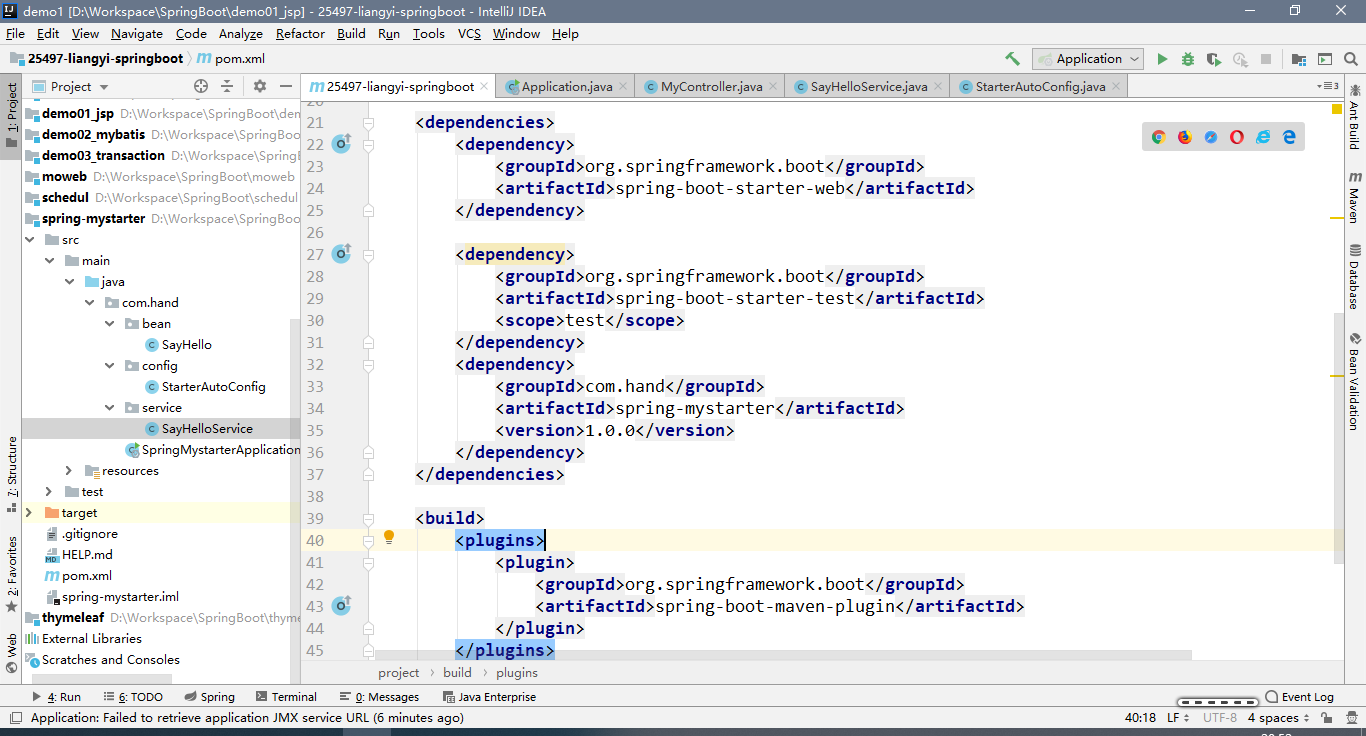 demo1 [D:\Workspace\SpringBoot\demo01_jsp] - 25497-liangyi-springboot - IntelliJ IDEA
File Edit View Navigate Code Analyze Refactor Build Run Tools VCS Window Help
25497-liangyi-springboot pom.xml Application
Project 25497-liangyi-springboot Application.java MyController.java SayHelloService.java StarterAutoConfig.java
1: Project
7: Structure
2: Favorites
Web
demo01_jsp D:\Workspace\SpringBoot\den
demo02_mybatis D:\Workspace\SpringBoo
demo03_transaction D:\Workspace\Spring
moweb D:\Workspace\SpringBoot\moweb
schedul D:\Workspace\SpringBoot\schedul
spring-mystarter D:\Workspace\SpringBoo
src
main
java
com.hand
bean
SayHello
config
StarterAutoConfig
service
SayHelloService
SpringMystarterApplication
resources
test
target
.gitignore
HELP.md
pom.xml
spring-mystarter.iml
thymeleaf D:\Workspace\SpringBoot\thyme
External Libraries
Scratches and Consoles
20
21 <dependencies>
22 <dependency>
23 <groupId>org.springframework.boot</groupId>
24 <artifactId>spring-boot-starter-web</artifactId>
25 </dependency>
26
27 <dependency>
28 <groupId>org.springframework.boot</groupId>
29 <artifactId>spring-boot-starter-test</artifactId>
30 <scope>test</scope>
31 </dependency>
32 <dependency>
33 <groupId>com.hand</groupId>
34 <artifactId>spring-mystarter</artifactId>
35 <version>1.0.0</version>
36 </dependency>
37 </dependencies>
38
39 <build>
40 <plugins>
41 <plugin>
42 <groupId>org.springframework.boot</groupId>
43 <artifactId>spring-boot-maven-plugin</artifactId>
44 </plugin>
45 </plugins>
project build plugins
Ant Build
Maven
Database
Bean Validation
4: Run 6: TODO Spring Terminal 0: Messages Java Enterprise Event Log
Application: Failed to retrieve application JMX service URL (6 minutes ago) 40:18 LF UTF-8 4 spaces